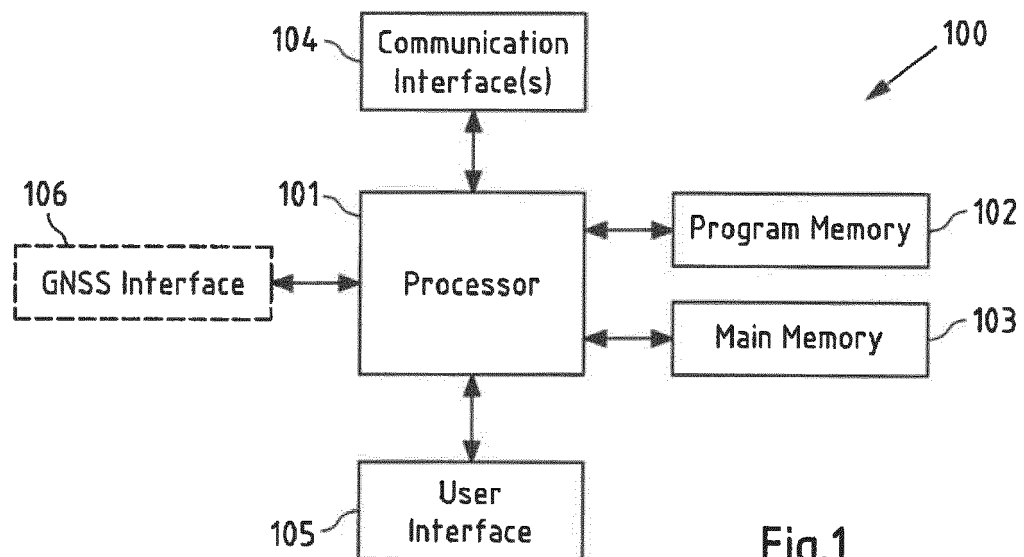 104
Communication
Interface(s)
100
106
101
Program Memory
102
GNSS Interface
Processor
Main Memory
103
User
Interface
105
Fig.1